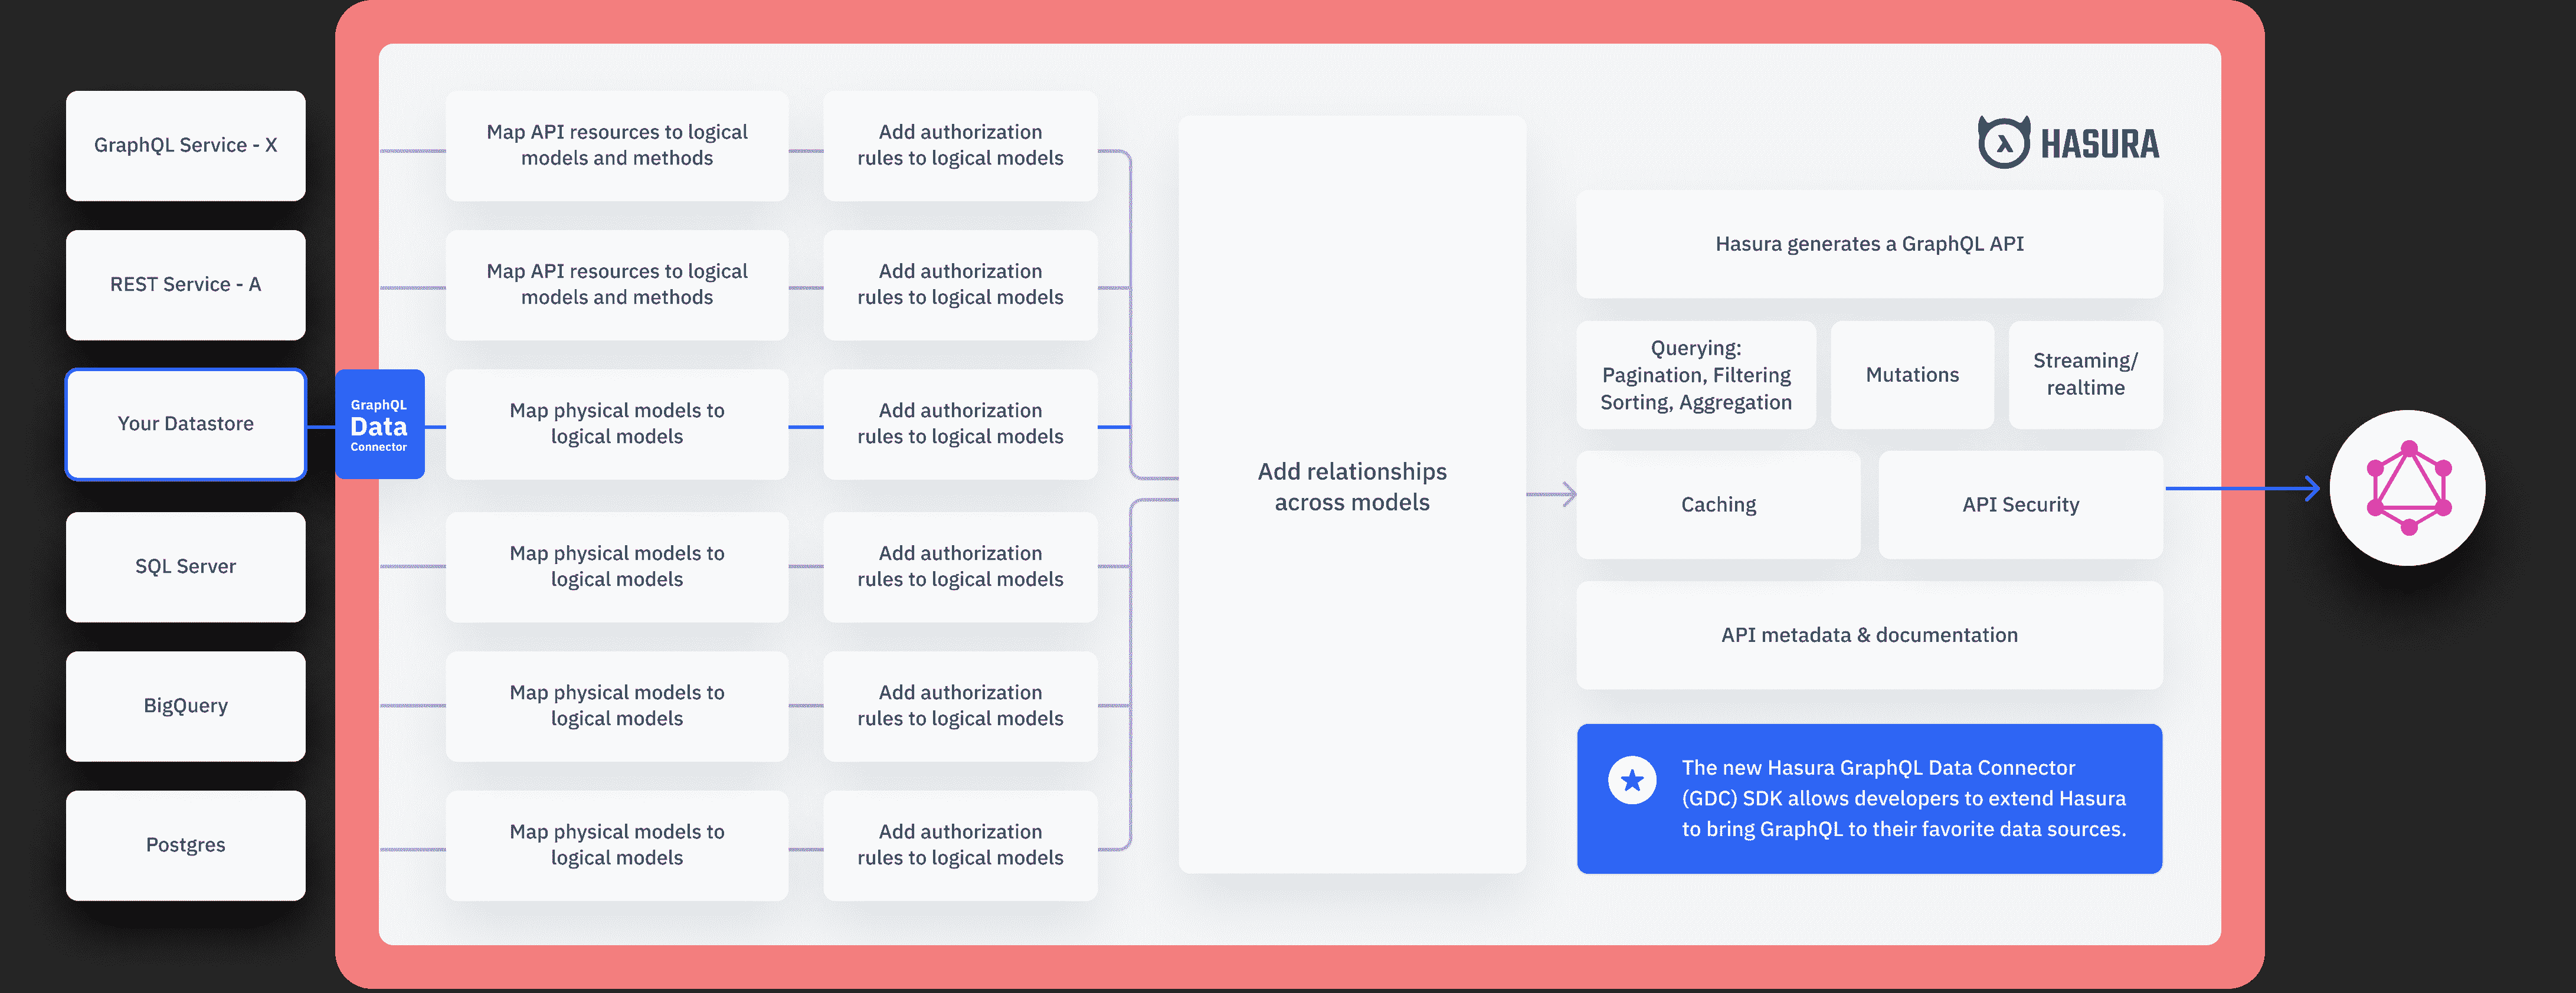 GraphQL Service - X
REST Service - A
Your Datastore
SQL Server
BigQuery
Postgres
GraphQL
Data
Connector
Map API resources to logical
models and methods
Add authorization
rules to logical models
Map API resources to logical
models and methods
Add authorization
rules to logical models
Map physical models to
logical models
Add authorization
rules to logical models
Map physical models to
logical models
Add authorization
rules to logical models
Map physical models to
logical models
Add authorization
rules to logical models
Map physical models to
logical models
Add authorization
rules to logical models
Add relationships
across models
HASURA
Hasura generates a GraphQL API
Querying:
Pagination, Filtering
Sorting, Aggregation
Mutations
Streaming/
realtime
Caching
API Security
API metadata & documentation
The new Hasura GraphQL Data Connector
(GDC) SDK allows developers to extend Hasura
to bring GraphQL to their favorite data sources.